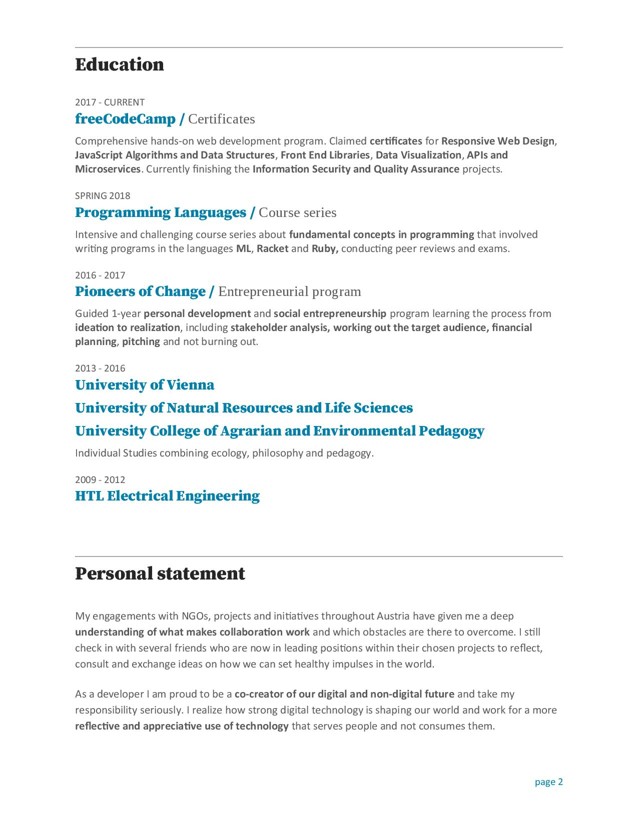 Education
2017 - CURRENT
freeCodeCamp / Certificates
Comprehensive hands-on web development program. Claimed certificates for Responsive Web Design,
JavaScript Algorithms and Data Structures, Front End Libraries, Data Visualization, APIs and
Microservices. Currently finishing the Information Security and Quality Assurance projects.
SPRING 2018
Programming Languages / Course series
Intensive and challenging course series about fundamental concepts in programming that involved
writing programs in the languages ML, Racket and Ruby, conducting peer reviews and exams.
2016 - 2017
Pioneers of Change / Entrepreneurial program
Guided 1-year personal development and social entrepreneurship program learning the process from
ideation to realization, including stakeholder analysis, working out the target audience, financial
planning, pitching and not burning out.
2013 - 2016
University of Vienna
University of Natural Resources and Life Sciences
University College of Agrarian and Environmental Pedagogy
Individual Studies combining ecology, philosophy and pedagogy.
2009 - 2012
HTL Electrical Engineering
Personal statement
My engagements with NGOs, projects and initiatives throughout Austria have given me a deep
understanding of what makes collaboration work and which obstacles are there to overcome. I still
check in with several friends who are now in leading positions within their chosen projects to reflect,
consult and exchange ideas on how we can set healthy impulses in the world.
As a developer I am proud to be a co-creator of our digital and non-digital future and take my
responsibility seriously. I realize how strong digital technology is shaping our world and work for a more
reflective and appreciative use of technology that serves people and not consumes them.
page 2